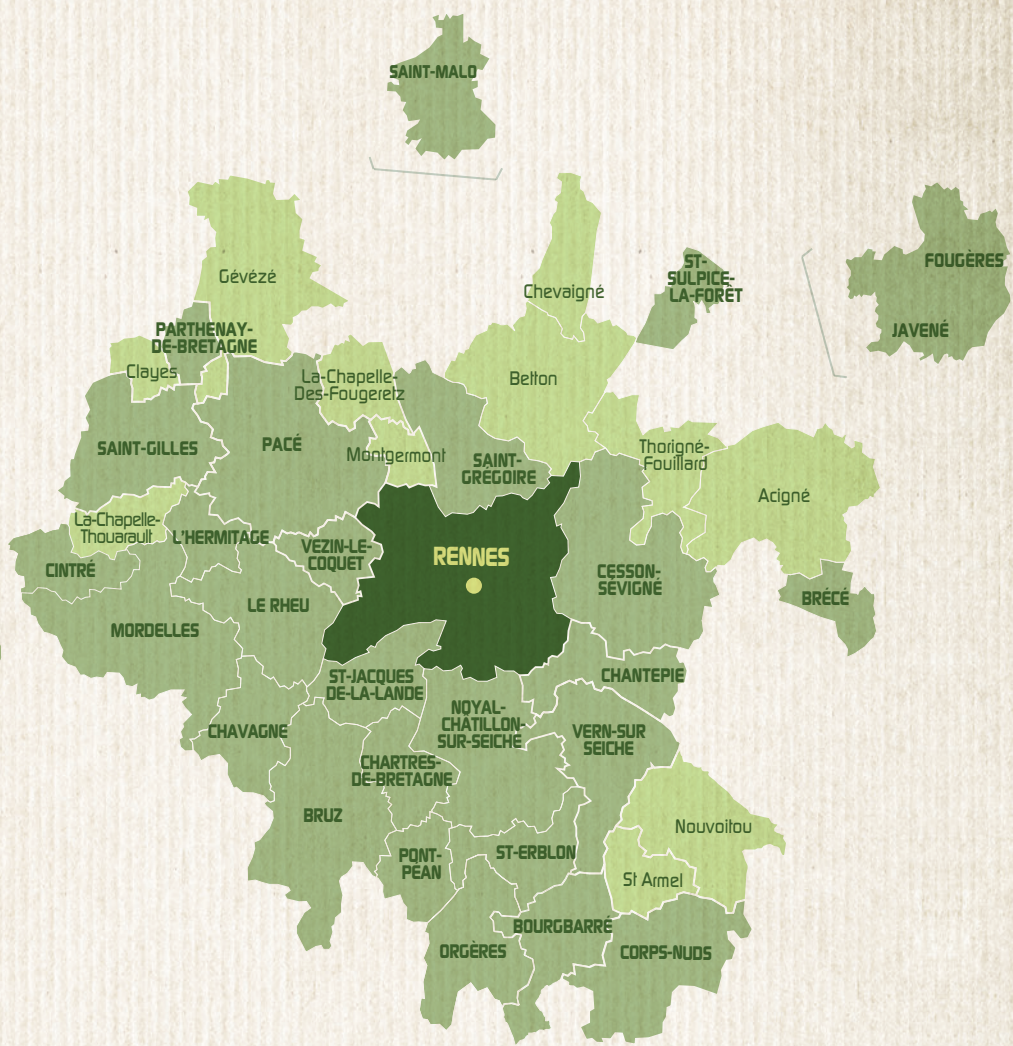 SAINT-MALO
FOUGÈRES
JAVENÉ
ST-
SULPICE-
LA-FORÊT
Gévézé
Chevaigné
PARTHENAY-
DE-BRETAGNE
Clayes
La-Chapelle-
Des-Fougeretz
Betton
SAINT-GILLES
PACÉ
Montgermont
SAINT-
GRÉGOIRE
Thorigné-
Fouillard
Acigné
La-Chapelle-
Thouarault
L'HERMITAGE
VEZIN-LE-
COQUET
RENNES
CINTRÉ
CESSON-
SÉVIGNÉ
BRÉCÉ
LE RHEU
MORDELLES
ST-JACQUES
DE-LA-LANDE
CHANTEPIE
CHAVAGNE
NOYAL-
CHÂTILLON-
SUR-SEICHE
VERN-SUR
SEICHE
CHARTRES-
DE-BRETAGNE
BRUZ
Nouvoitou
PONT-
PÉAN
ST-ERBLON
St Armel
BOURGBARRÉ
ORGÈRES
CORPS-NUDS